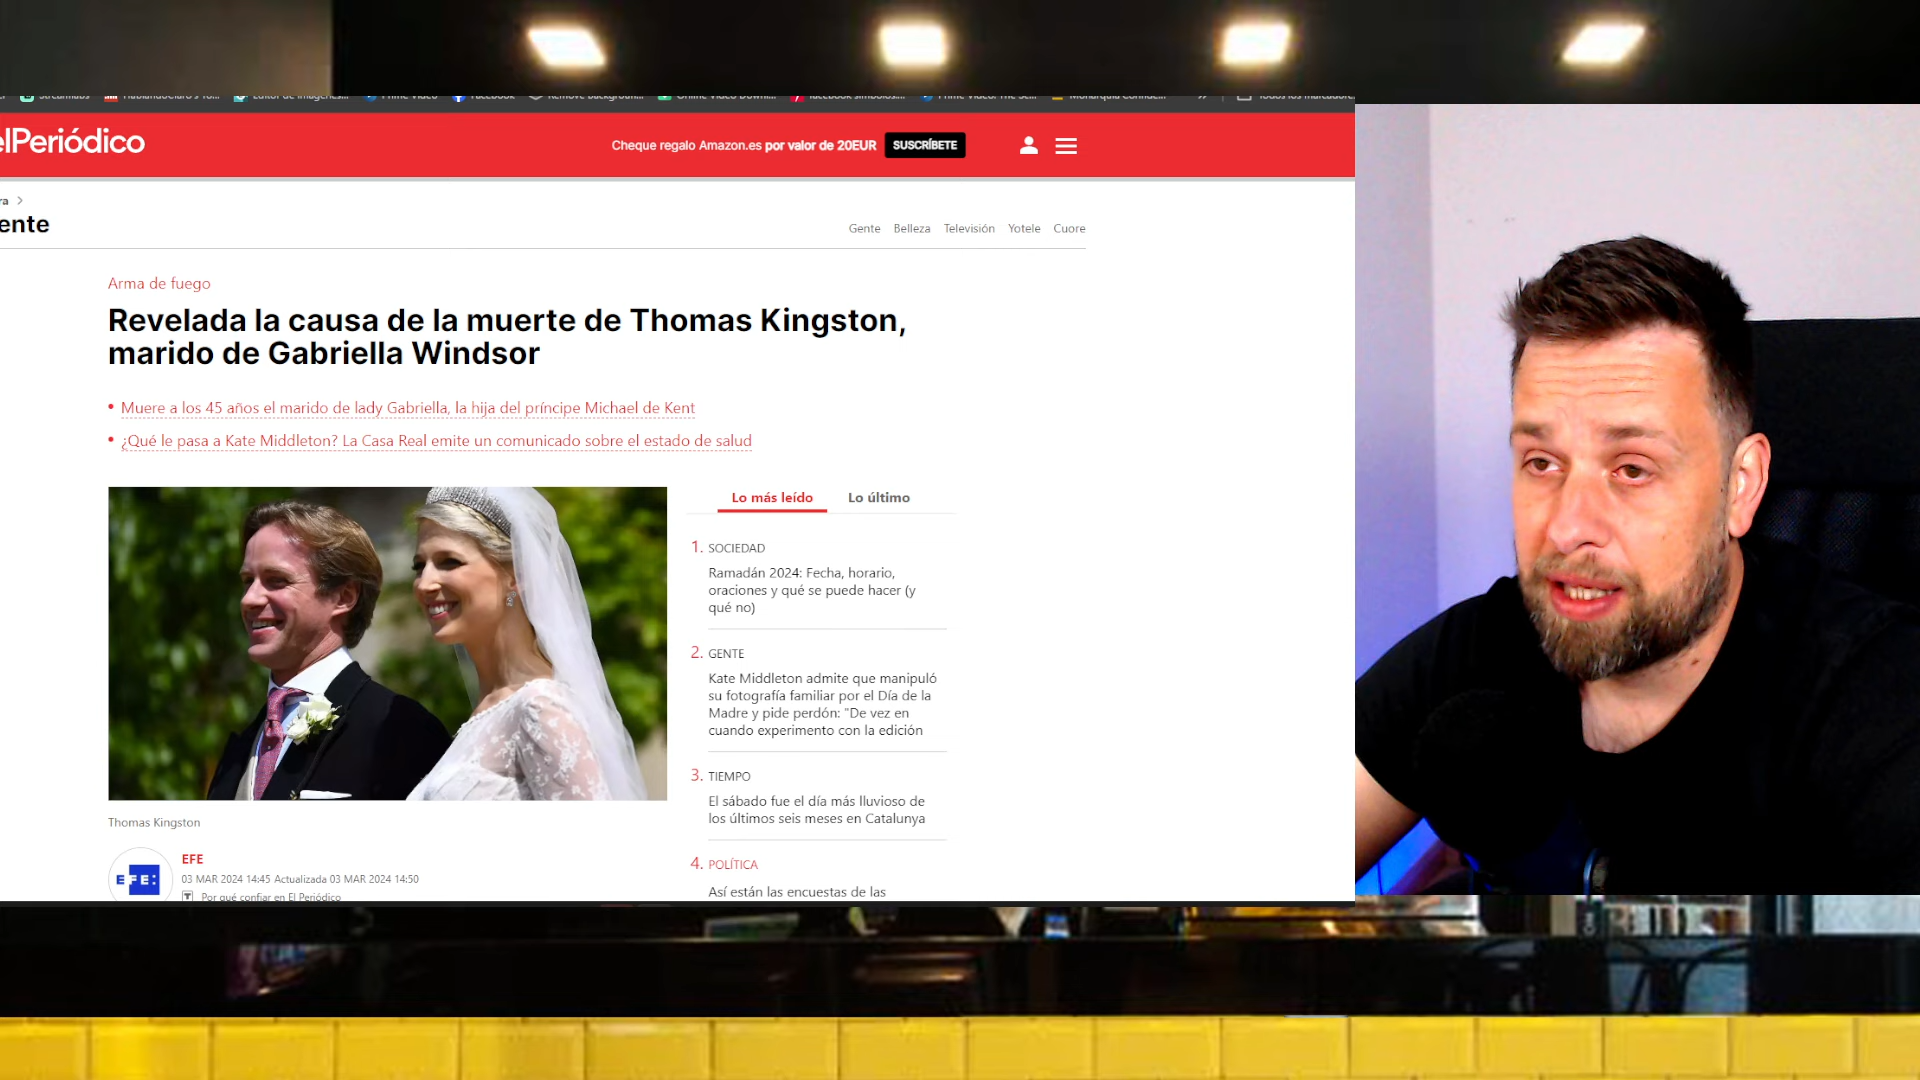 elPeriódico
Cheque regalo Amazon.es por valor de 20EUR SUSCRÍBETE
ente
Gente Belleza Televisión Yotele Cuore
Arma de fuego
Revelada la causa de la muerte de Thomas Kingston,
marido de Gabriella Windsor
• Muere a los 45 años el marido de lady Gabriella, la hija del príncipe Michael de Kent
• ¿Qué le pasa a Kate Middleton? La Casa Real emite un comunicado sobre el estado de salud
Thomas Kingston
EFE:
EFE
03 MAR 2024 14:45 Actualizada 03 MAR 2024 14:50
Por qué confiar en El Periódico
Lo más leído Lo último
1. SOCIEDAD
Ramadán 2024: Fecha, horario,
oraciones y qué se puede hacer (y
qué no)
2. GENTE
Kate Middleton admite que manipuló
su fotografía familiar por el Día de la
Madre y pide perdón: "De vez en
cuando experimento con la edición
3. TIEMPO
El sábado fue el día más lluvioso de
los últimos seis meses en Catalunya
4. POLÍTICA
Así están las encuestas de las